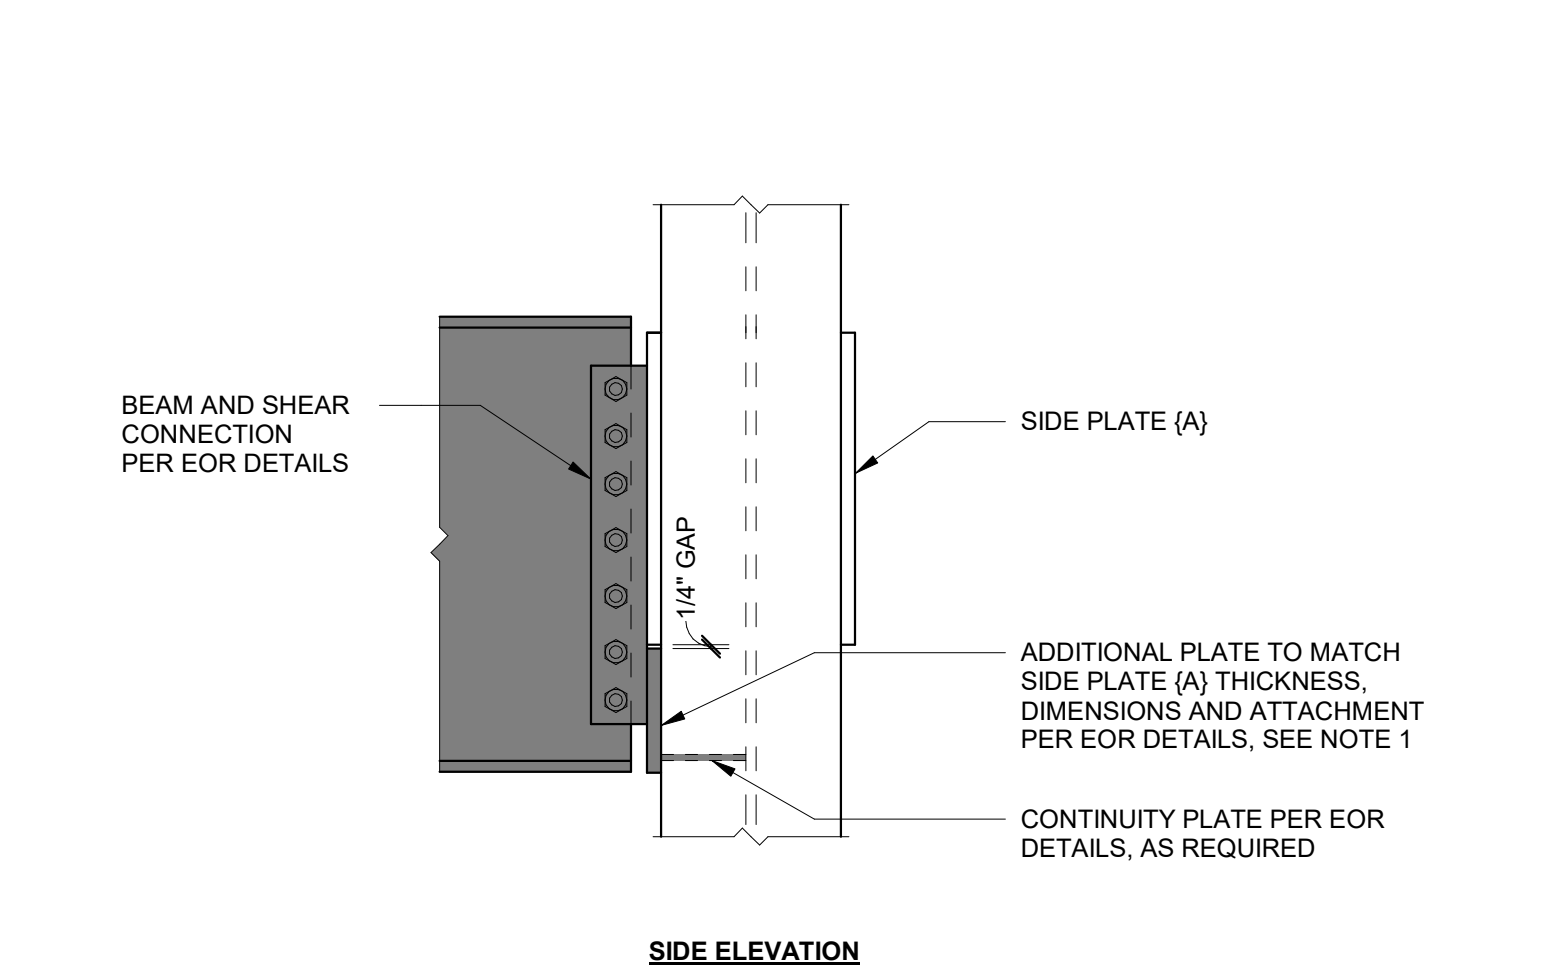 BEAM AND SHEAR
CONNECTION
PER EOR DETAILS
SIDE PLATE {A}
1/4" GAP
ADDITIONAL PLATE TO MATCH
SIDE PLATE {A} THICKNESS,
DIMENSIONS AND ATTACHMENT
PER EOR DETAILS, SEE NOTE 1
CONTINUITY PLATE PER EOR
DETAILS, AS REQUIRED
SIDE ELEVATION